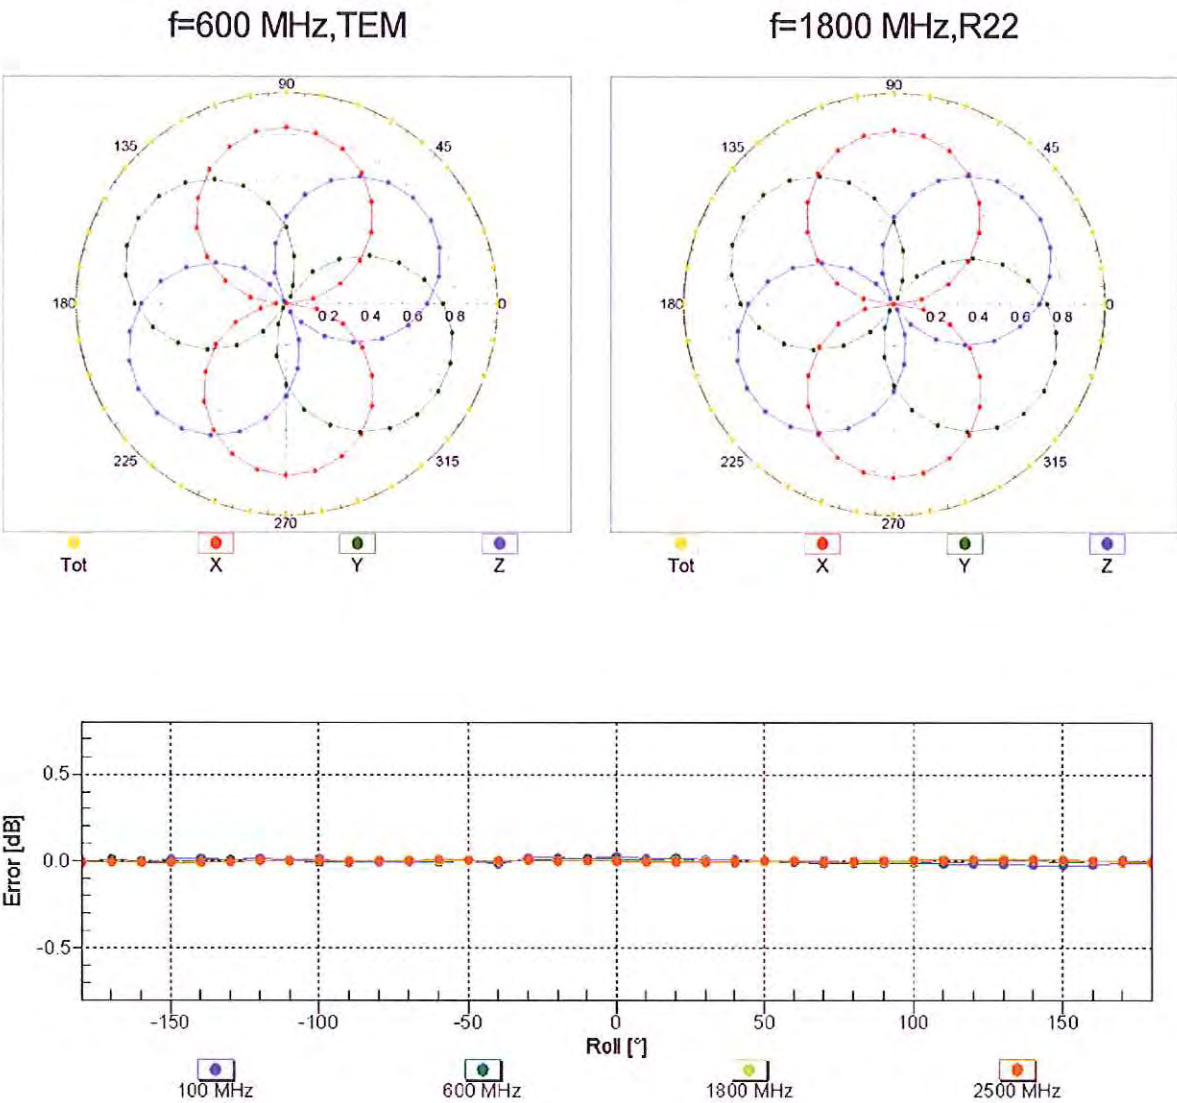 f=600 MHz,TEM
f=1800 MHz,R22
90
90
135
45
135
45
180
0
180
0
0.2
0.4
0.6
0.8
0.2
0.4
0.6
0.8
225
315
225
315
270
270
Tot
X
Y
Z
Tot
X
Y
Z
0.5
0.0
-0.5
Error [dB]
-150
-100
-50
0
50
100
150
Roll [°]
100 MHz
600 MHz
1800 MHz
2500 MHz